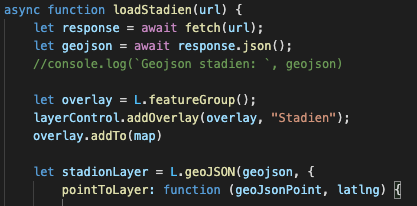 async function loadStadien(url) {
    let response = await fetch(url);
    let geojson = await response.json();
    //console.log(`Geojson stadien: `, geojson)

    let overlay = L.featureGroup();
    layerControl.addOverlay(overlay, "Stadien");
    overlay.addTo(map)

    let stadionLayer = L.geoJSON(geojson, {
        pointToLayer: function (geoJsonPoint, latlng) {